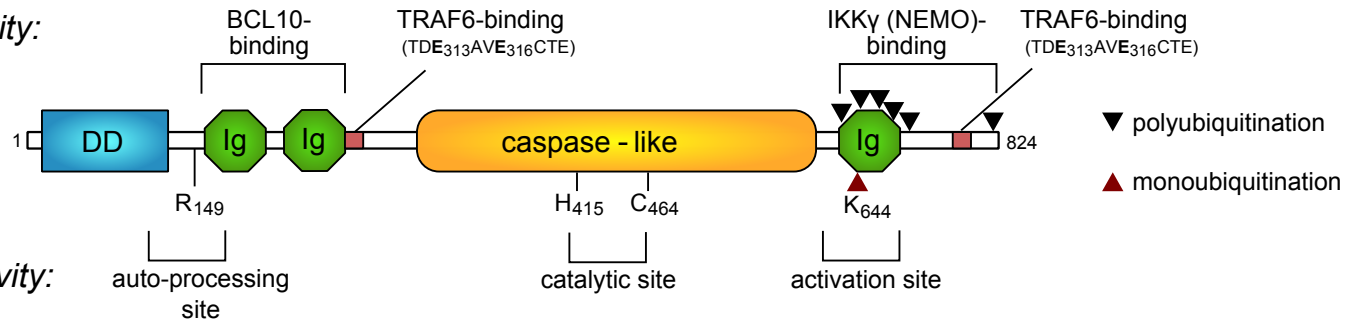 ity:
BCL10-
binding
TRAF6-binding
(TDE313AVE316CTE)
IKKγ (NEMO)-
binding
TRAF6-binding
(TDE313AVE316CTE)
1
DD
Ig
Ig
caspase - like
Ig
824
polyubiquitination
monoubiquitination
R149
H415
C464
K644
vity:
auto-processing
site
catalytic site
activation site